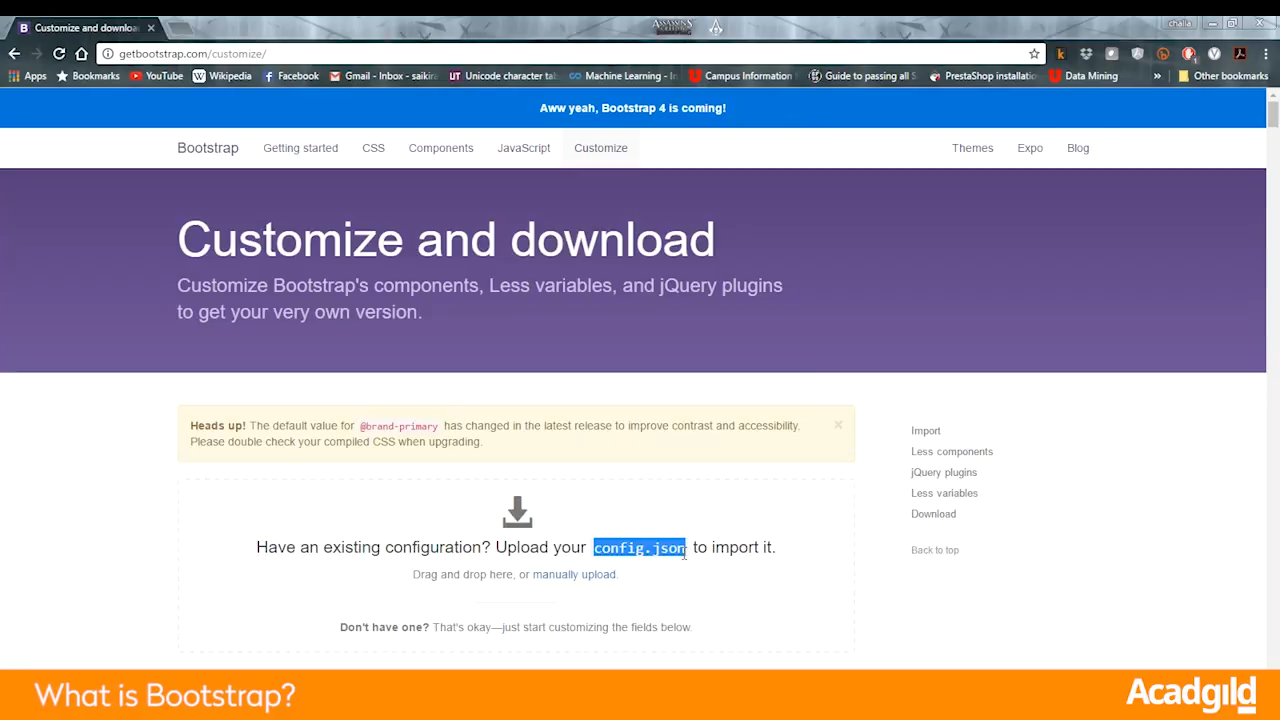 Customize and downloa
ASSASSIN'S
challa
getbootstrap.com/customize/
Apps Bookmarks YouTube Wikipedia Facebook Gmail - Inbox - saikira Unicode character tab Machine Learning - In Campus Information Guide to passing all S PrestaShop installatio Data Mining » Other bookmarks
Aww yeah, Bootstrap 4 is coming!
Bootstrap Getting started CSS Components JavaScript Customize Themes Expo Blog
Customize and download
Customize Bootstrap's components, Less variables, and jQuery plugins
to get your very own version.
Heads up! The default value for @brand-primary has changed in the latest release to improve contrast and accessibility.
Please double check your compiled CSS when upgrading.
Import
Less components
jQuery plugins
Less variables
Download
Back to top
Have an existing configuration? Upload your config.json to import it.
Drag and drop here, or manually upload.
Don't have one? That's okay—just start customizing the fields below.
What is Bootstrap?
Acadgild